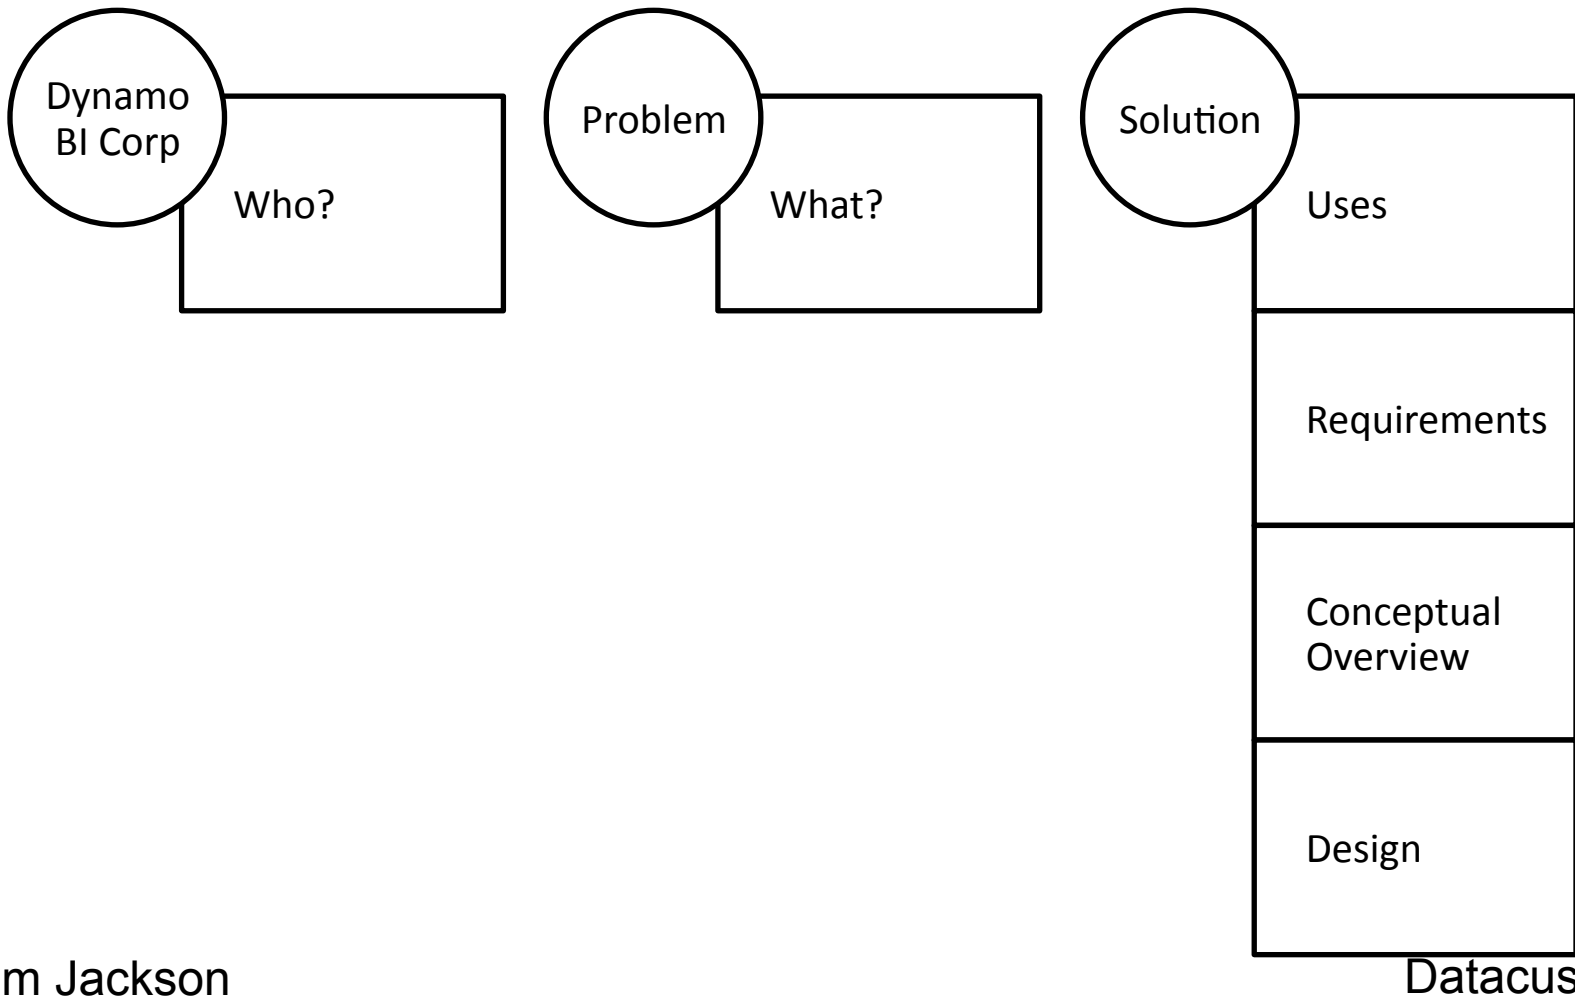 Dynamo
BI Corp
Who?
Problem
What?
Solution
Uses
Requirements
Conceptual
Overview
Design
m Jackson
Datacus